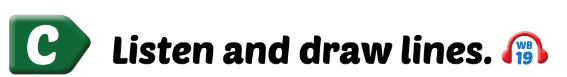 C Listen and draw lines. WB 19